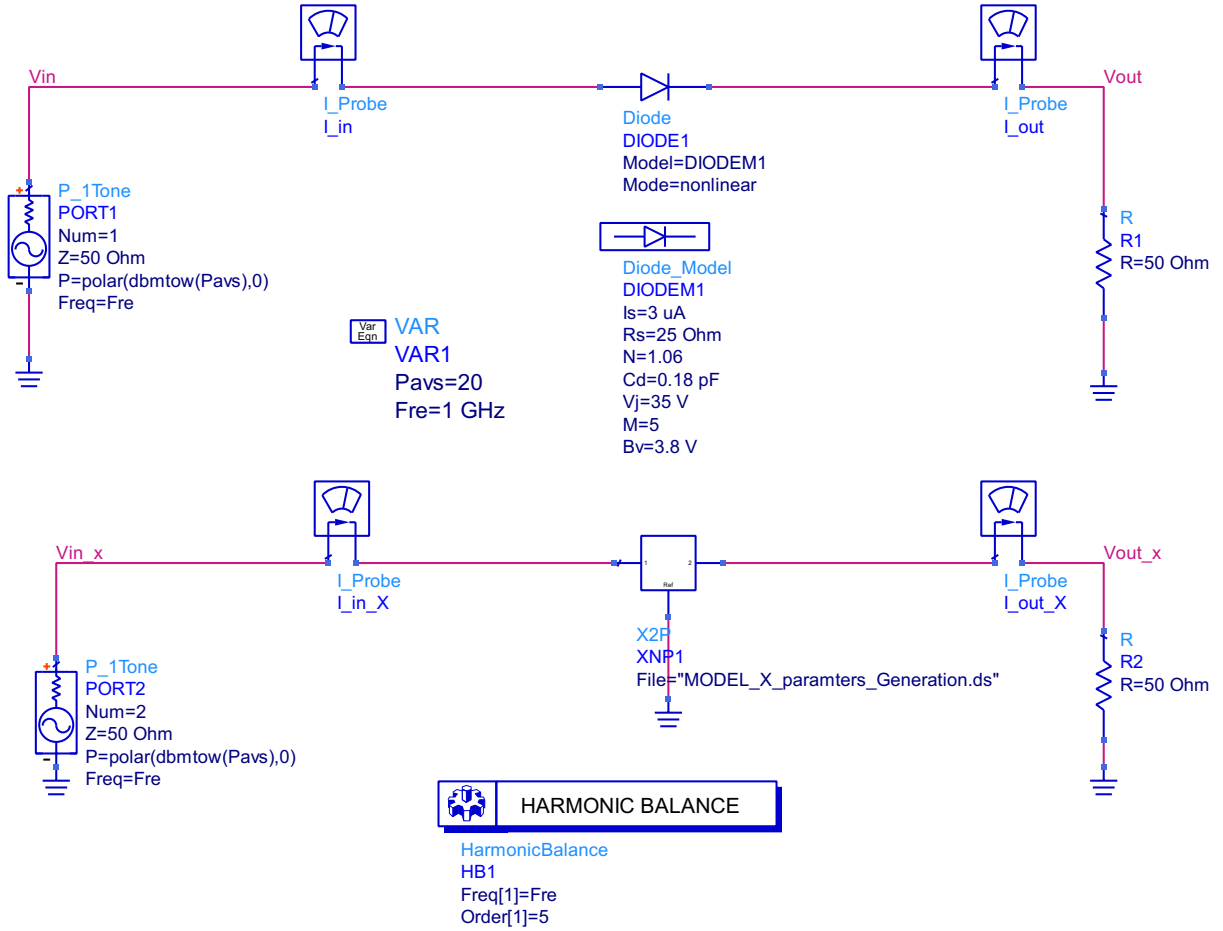 Vin
I_Probe
I_in
Diode
DIODE1
Model=DIODEM1
Mode=nonlinear
I_Probe
I_out
Vout
+
P_1Tone
PORT1
Num=1
Z=50 Ohm
P=polar(dbmtow(Pavs),0)
Freq=Fre
-
R
R1
R=50 Ohm
Diode_Model
DIODEM1
Is=3 uA
Rs=25 Ohm
N=1.06
Cd=0.18 pF
Vj=35 V
M=5
Bv=3.8 V
Var
Eqn
VAR
VAR1
Pavs=20
Fre=1 GHz
Vin_x
I_Probe
I_in_X
1
2
Ref
X2P
XNP1
File="MODEL_X_paramters_Generation.ds"
I_Probe
I_out_X
Vout_x
+
P_1Tone
PORT2
Num=2
Z=50 Ohm
P=polar(dbmtow(Pavs),0)
Freq=Fre
-
R
R2
R=50 Ohm
HARMONIC BALANCE
HarmonicBalance
HB1
Freq[1]=Fre
Order[1]=5